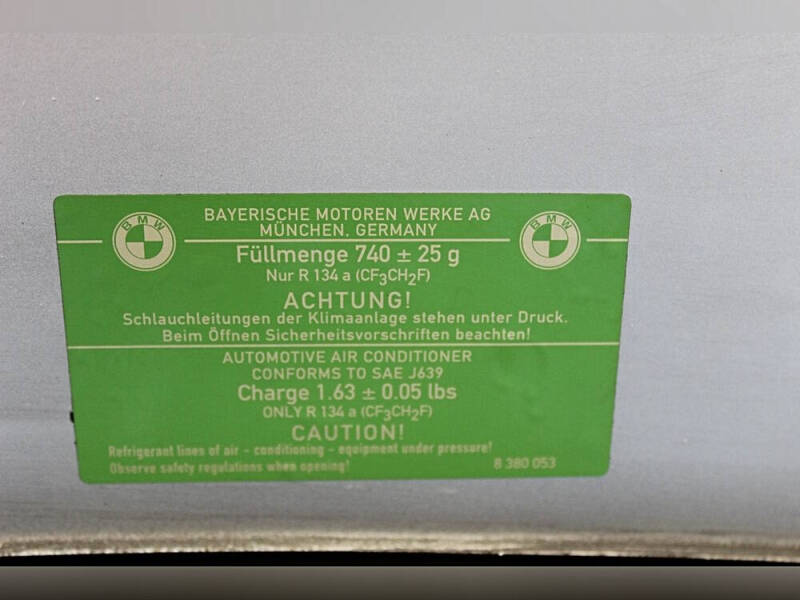 BAYERISCHE MOTOREN WERKE AG
MÜNCHEN. GERMANY
BMW
BMW
Füllmenge 740 ± 25 g
Nur R 134 a (CF₃CH₂F)
ACHTUNG!
Schlauchleitungen der Klimaanlage stehen unter Druck.
Beim Öffnen Sicherheitsvorschriften beachten!
AUTOMOTIVE AIR CONDITIONER
CONFORMS TO SAE J639
Charge 1.63 ± 0.05 lbs
ONLY R 134 a (CF₃CH₂F)
CAUTION!
Refrigerant lines of air - conditioning - equipment under pressure!
Observe safety regulations when opening!
8 380 053